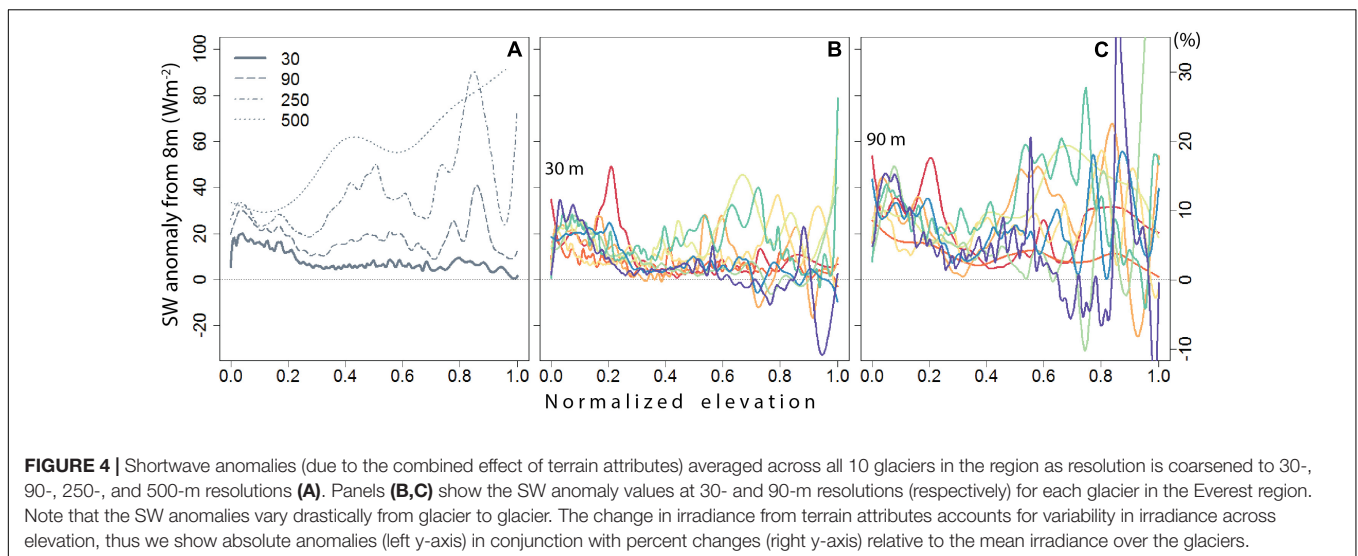 A
B
C
(%)
SW anomaly from 8m (Wm-2)
100
80
60
40
20
0
-20
30
90
250
500
30 m
90 m
30
20
10
0
-10
0.0 0.2 0.4 0.6 0.8 1.0
0.0 0.2 0.4 0.6 0.8 1.0
0.0 0.2 0.4 0.6 0.8 1.0
Normalized elevation
FIGURE 4 | Shortwave anomalies (due to the combined effect of terrain attributes) averaged across all 10 glaciers in the region as resolution is coarsened to 30-,
90-, 250-, and 500-m resolutions (A). Panels (B,C) show the SW anomaly values at 30- and 90-m resolutions (respectively) for each glacier in the Everest region.
Note that the SW anomalies vary drastically from glacier to glacier. The change in irradiance from terrain attributes accounts for variability in irradiance across
elevation, thus we show absolute anomalies (left y-axis) in conjunction with percent changes (right y-axis) relative to the mean irradiance over the glaciers.